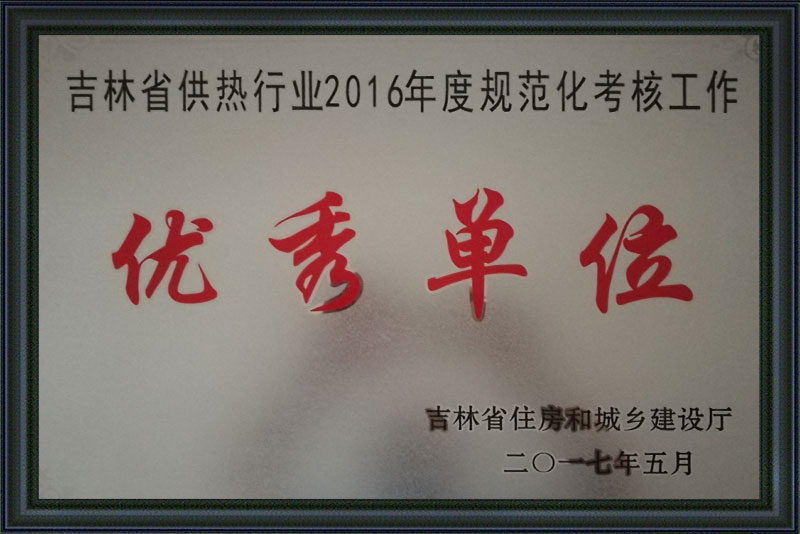 吉林省供热行业2016年度规范化考核工作
优秀单位
吉林省住房和城乡建设厅
二〇一七年五月